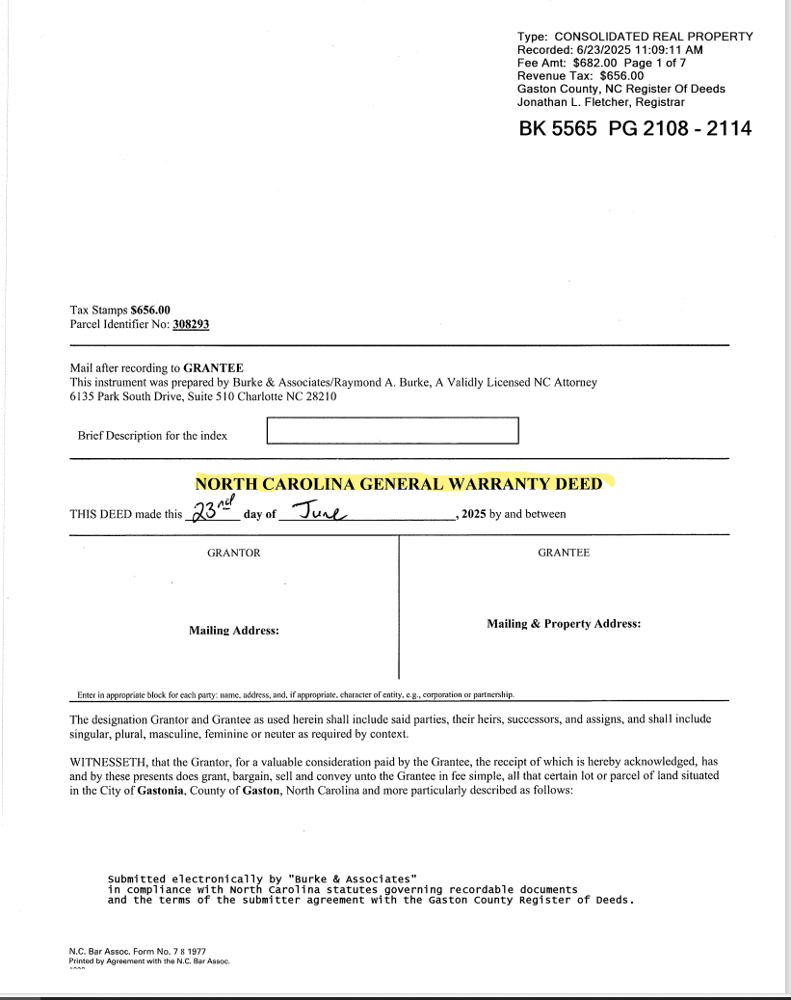 Type: CONSOLIDATED REAL PROPERTY
Recorded: 6/23/2025 11:09:11 AM
Fee Amt: $682.00 Page 1 of 7
Revenue Tax: $656.00
Gaston County, NC Register Of Deeds
Jonathan L. Fletcher, Registrar
BK 5565 PG 2108 - 2114
Tax Stamps $656.00
Parcel Identifier No: 308293
Mail after recording to GRANTEE
This instrument was prepared by Burke & Associates/Raymond A. Burke, A Validly Licensed NC Attorney
6135 Park South Drive, Suite 510 Charlotte NC 28210
Brief Description for the index
NORTH CAROLINA GENERAL WARRANTY DEED
THIS DEED made this 23nd day of June, 2025 by and between
GRANTOR
GRANTEE
Mailing Address:
Mailing & Property Address:
Enter in appropriate block for each party: name, address, and, if appropriate, character of entity, e.g., corporation or partnership.
The designation Grantor and Grantee as used herein shall include said parties, their heirs, successors, and assigns, and shall include
singular, plural, masculine, feminine or neuter as required by context.
WITNESSETH, that the Grantor, for a valuable consideration paid by the Grantee, the receipt of which is hereby acknowledged, has
and by these presents does grant, bargain, sell and convey unto the Grantee in fee simple, all that certain lot or parcel of land situated
in the City of Gastonia, County of Gaston, North Carolina and more particularly described as follows:
Submitted electronically by "Burke & Associates"
in compliance with North Carolina statutes governing recordable documents
and the terms of the submitter agreement with the Gaston County Register of Deeds.
N.C. Bar Assoc. Form No. 7 8 1977
Printed by Agreement with the N.C. Bar Assoc.